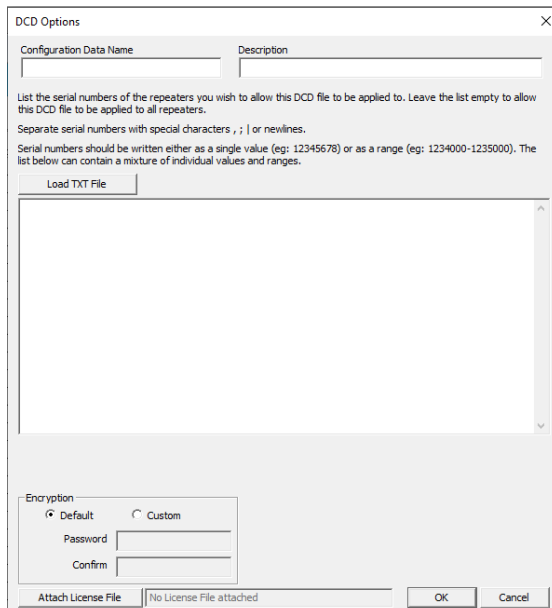 DCD Options
Configuration Data Name
Description
List the serial numbers of the repeaters you wish to allow this DCD file to be applied to. Leave the list empty to allow
this DCD file to be applied to all repeaters.
Separate serial numbers with special characters , ; | or newlines.
Serial numbers should be written either as a single value (eg: 12345678) or as a range (eg: 1234000-1235000). The
list below can contain a mixture of individual values and ranges.
Load TXT File
Encryption
Default
Custom
Password
Confirm
Attach License File
No License File attached
OK
Cancel